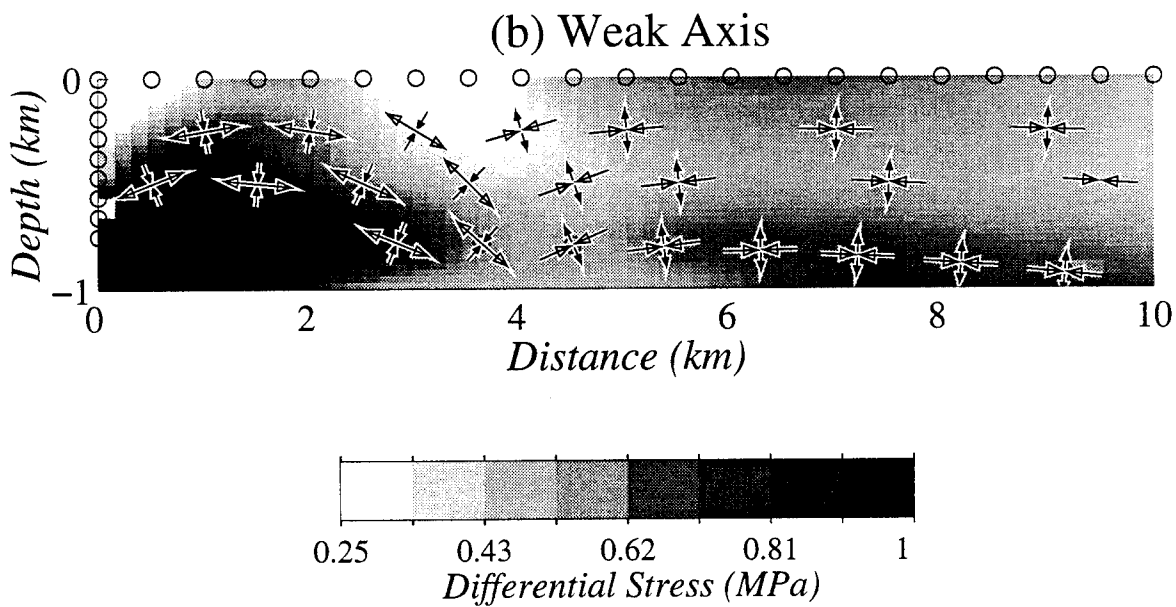 (b) Weak Axis
0
Depth (km)
−1
0 2 4 6 8 10
Distance (km)
0.25 0.43 0.62 0.81 1
Differential Stress (MPa)